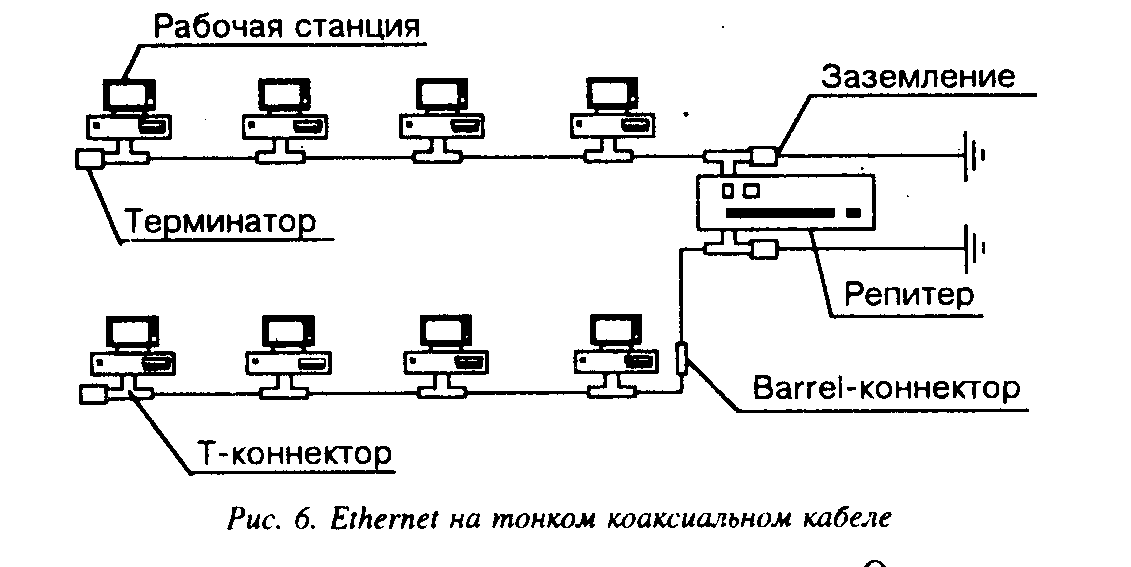 Рабочая станция
Заземление
Терминатор
Репитер
Barrel-коннектор
Т-коннектор
Рис. 6. Ethernet на тонком коаксиальном кабеле